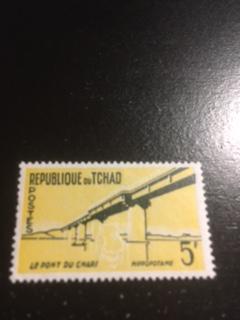 REPUBLIQUE DU TCHAD
POSTES
LE PONT DU CHARI
HIPPOPOTAME
5F